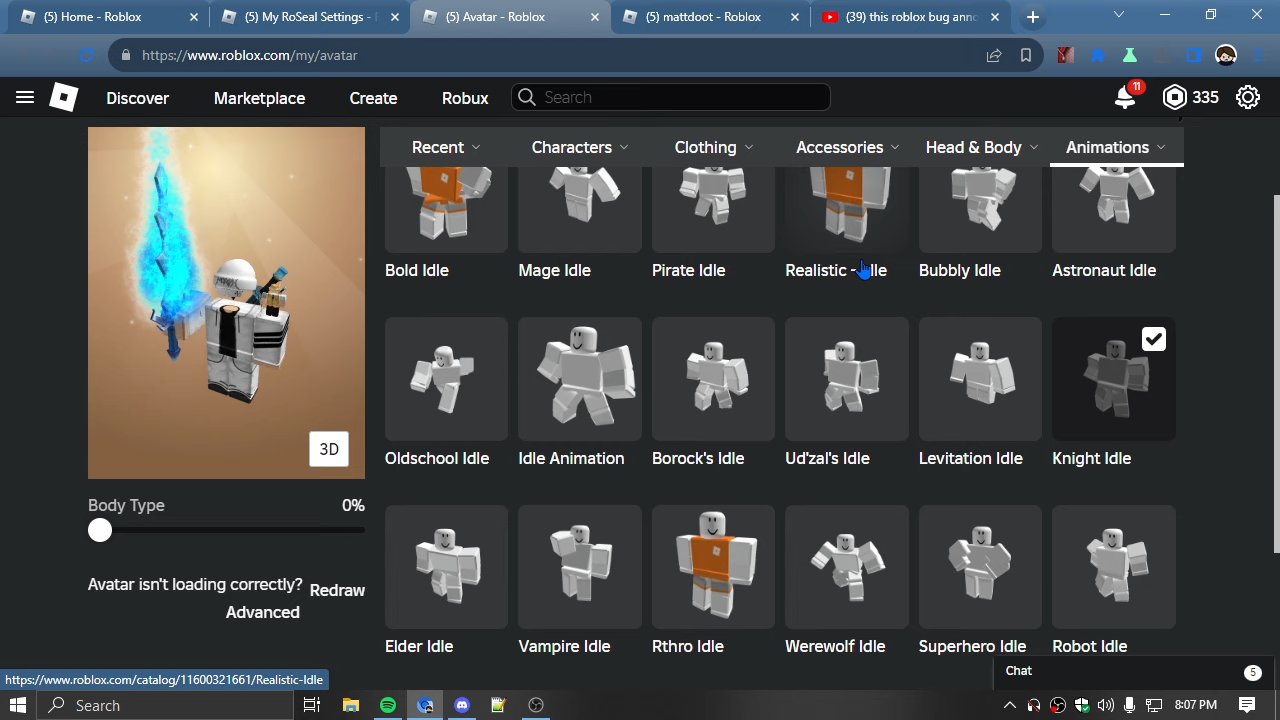 (5) Home - Roblox
(5) My RoSeal Settings -
(5) Avatar - Roblox
(5) mattdoot - Roblox
(39) this roblox bug anno
https://www.roblox.com/my/avatar
Discover
Marketplace
Create
Robux
Search
11
335
Recent
Characters
Clothing
Accessories
Head & Body
Animations
Bold Idle
Mage Idle
Pirate Idle
Realistic - Idle
Bubbly Idle
Astronaut Idle
3D
Oldschool Idle
Idle Animation
Borock's Idle
Ud'zal's Idle
Levitation Idle
Knight Idle
Body Type
0%
Avatar isn't loading correctly?
Redraw
Advanced
Elder Idle
Vampire Idle
Rthro Idle
Werewolf Idle
Superhero Idle
Robot Idle
https://www.roblox.com/catalog/11600321661/Realistic-Idle
Chat
5
Search
8:07 PM